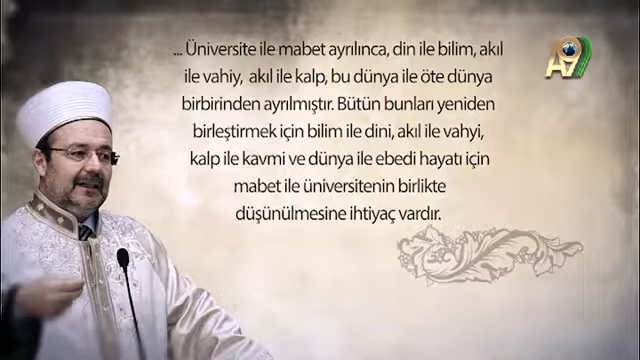 ... Üniversite ile mabet ayrılınca, din ile bilim, akıl
ile vahiy, akıl ile kalp, bu dünya ile öte dünya
birbirinden ayrılmıştır. Bütün bunları yeniden
birleştirmek için bilim ile dini, akıl ile vahyi,
kalp ile kavmi ve dünya ile ebedi hayatı için
mabet ile üniversitenin birlikte
düşünülmesine ihtiyaç vardır.
A9